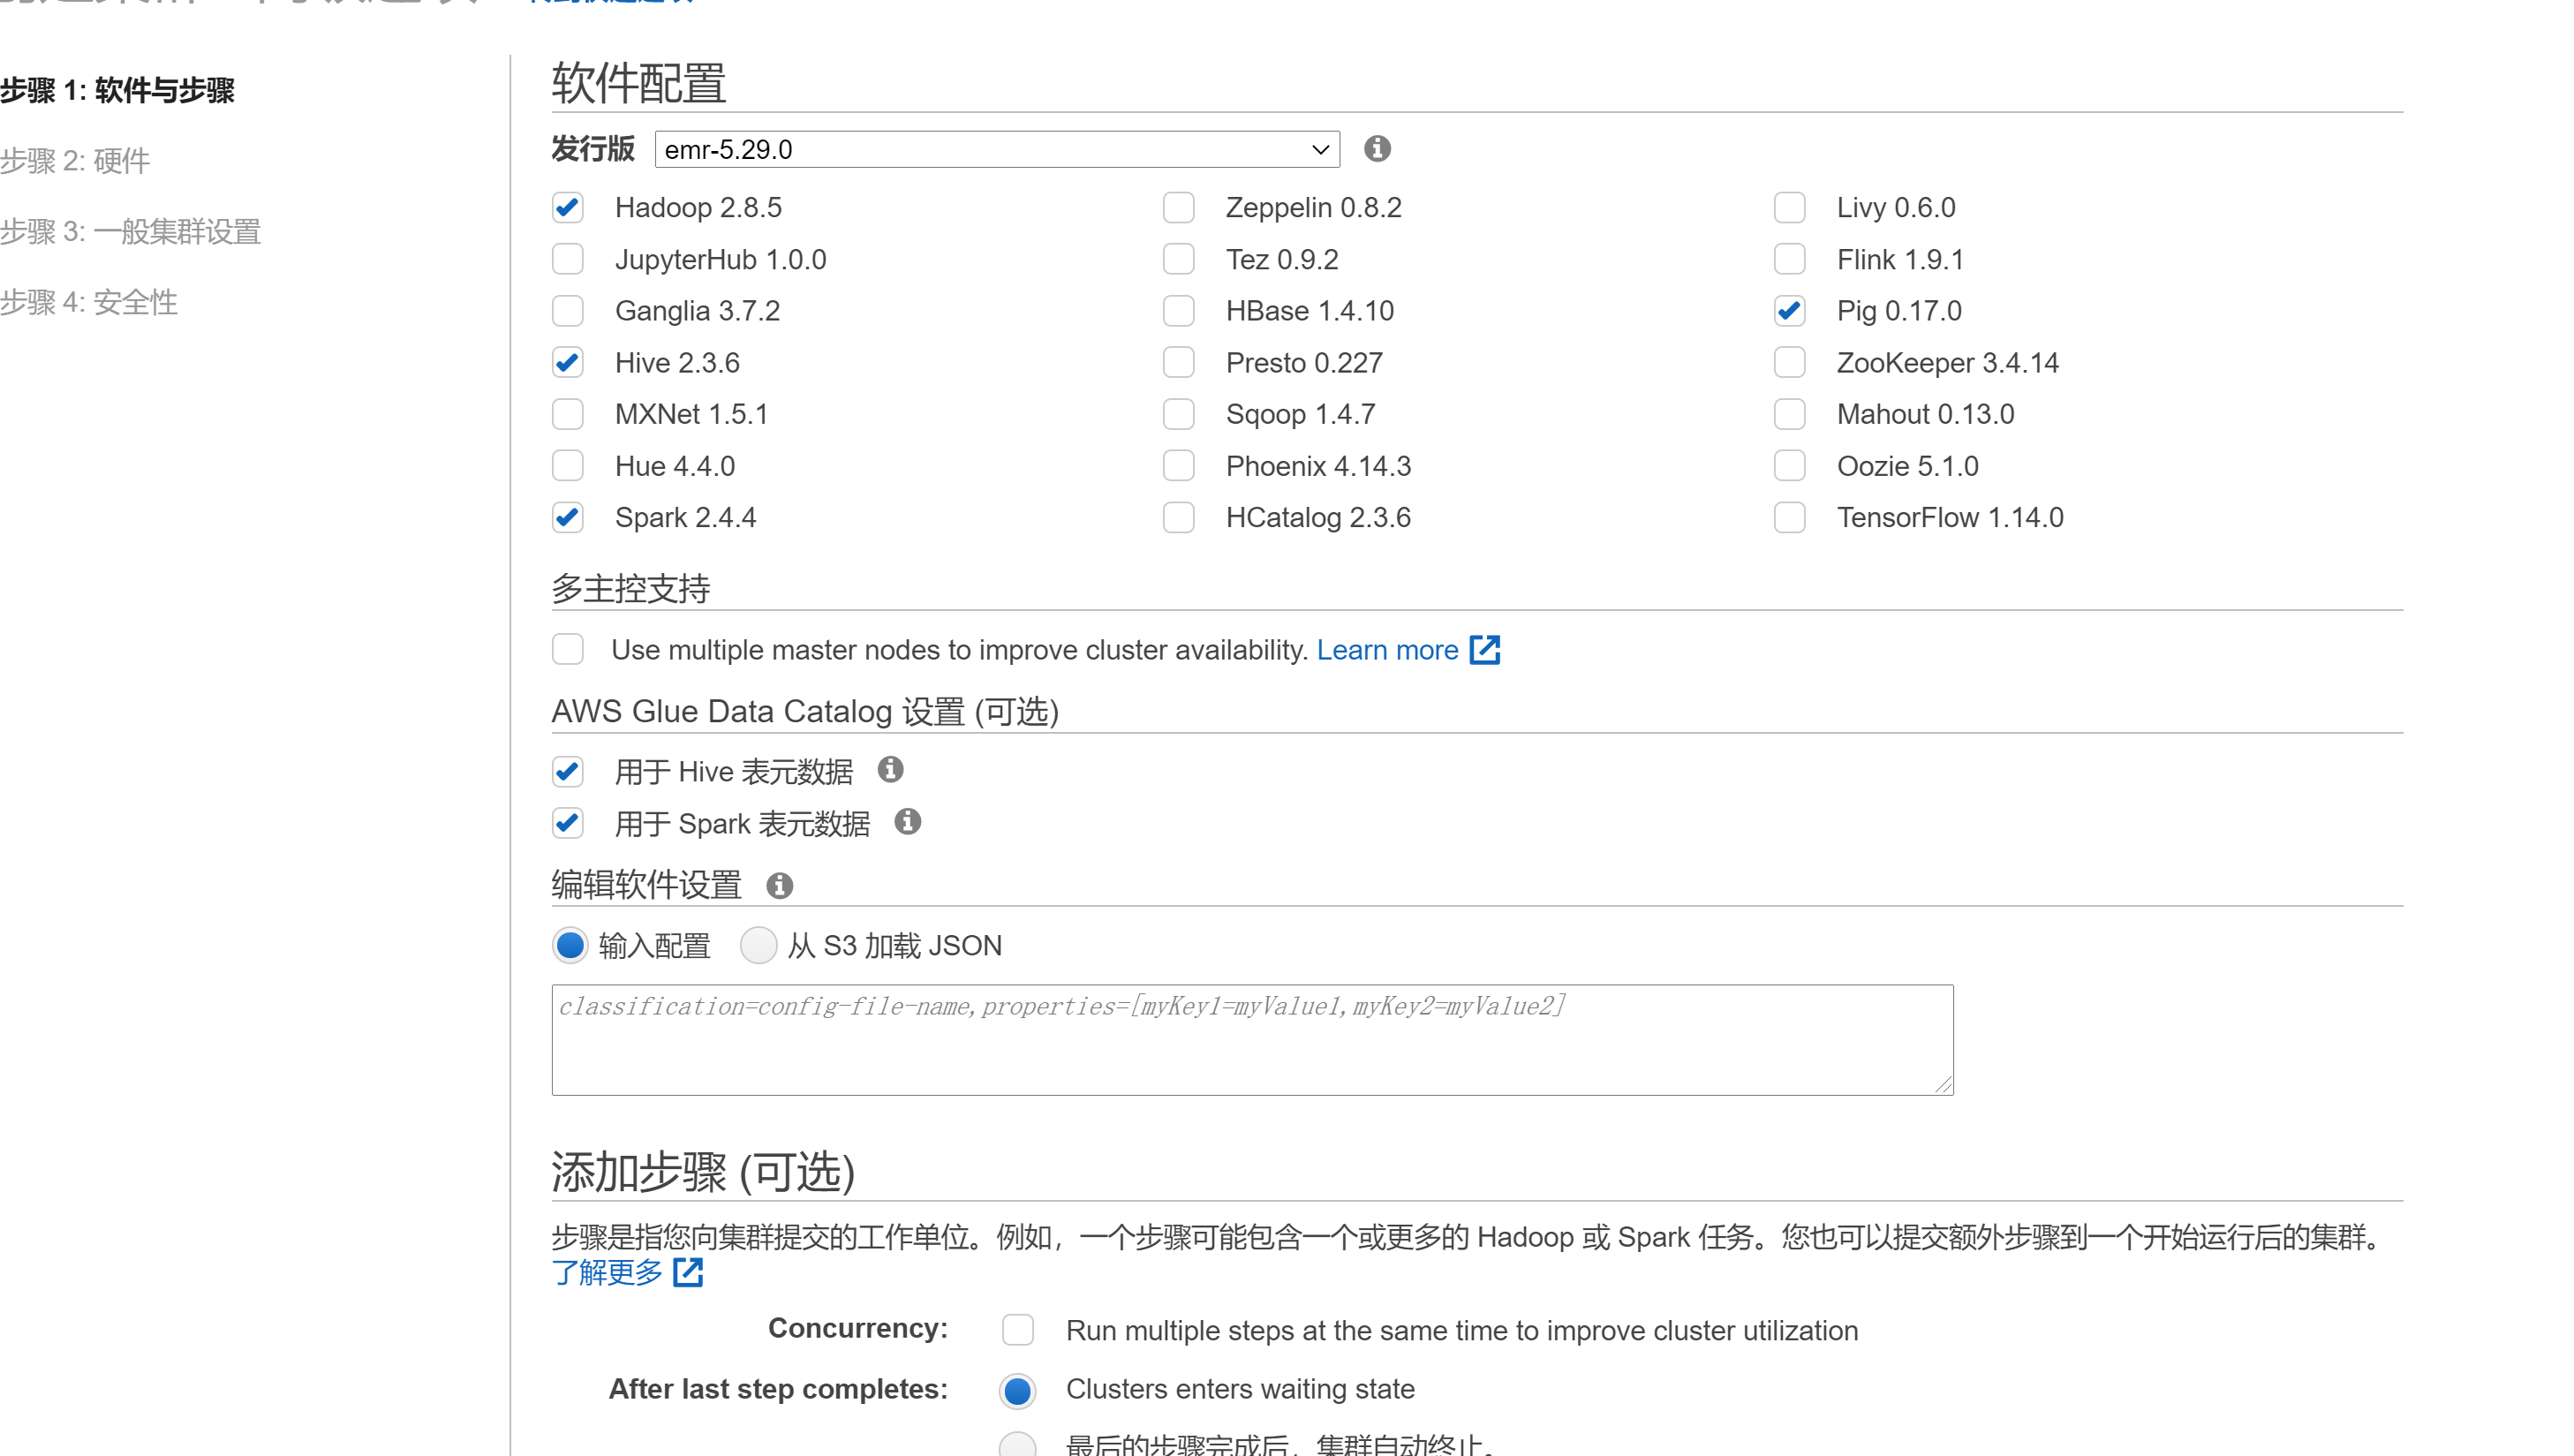 步骤 1: 软件与步骤
步骤 2: 硬件
步骤 3: 一般集群设置
步骤 4: 安全性
软件配置
发行版 emr-5.29.0
Hadoop 2.8.5 Zeppelin 0.8.2 Livy 0.6.0
JupyterHub 1.0.0 Tez 0.9.2 Flink 1.9.1
Ganglia 3.7.2 HBase 1.4.10 Pig 0.17.0
Hive 2.3.6 Presto 0.227 ZooKeeper 3.4.14
MXNet 1.5.1 Sqoop 1.4.7 Mahout 0.13.0
Hue 4.4.0 Phoenix 4.14.3 Oozie 5.1.0
Spark 2.4.4 HCatalog 2.3.6 TensorFlow 1.14.0
多主控支持
Use multiple master nodes to improve cluster availability. Learn more
AWS Glue Data Catalog 设置 (可选)
用于 Hive 表元数据
用于 Spark 表元数据
编辑软件设置
输入配置 从 S3 加载 JSON
classification=config-file-name,properties=[myKey1=myValue1,myKey2=myValue2]
添加步骤 (可选)
步骤是指您向集群提交的工作单位。例如，一个步骤可能包含一个或更多的 Hadoop 或 Spark 任务。您也可以提交额外步骤到一个开始运行后的集群。
了解更多
Concurrency: Run multiple steps at the same time to improve cluster utilization
After last step completes: Clusters enters waiting state
最后的步骤完成后，集群自动终止。